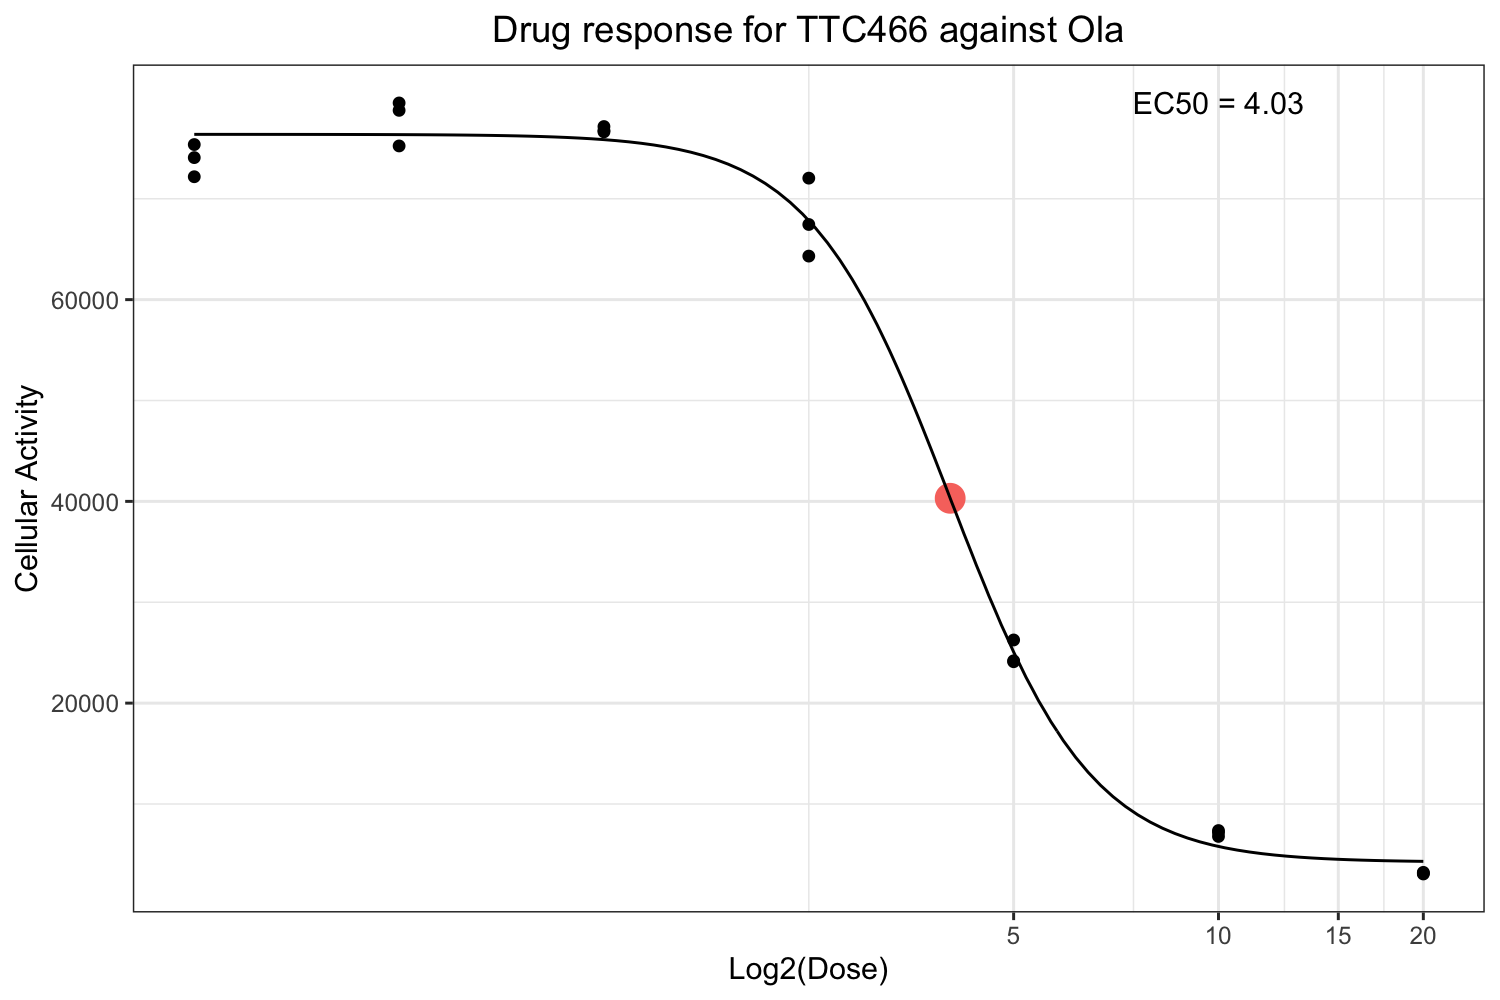 Drug response for TTC466 against Ola
EC50 = 4.03
60000
40000
20000
Cellular Activity
5 10 15 20
Log2(Dose)